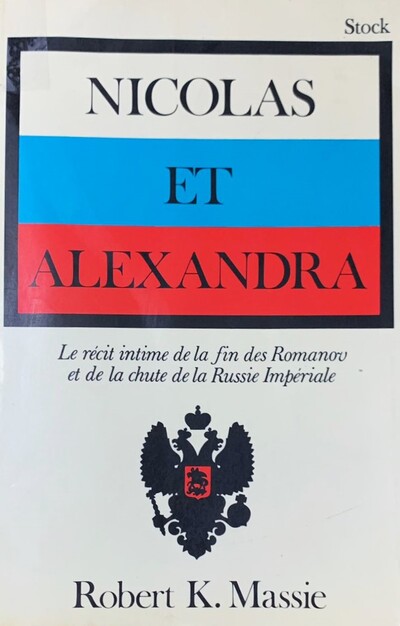 Stock
NICOLAS
ET
ALEXANDRA
Le récit intime de la fin des Romanov
et de la chute de la Russie Impériale
Robert K. Massie